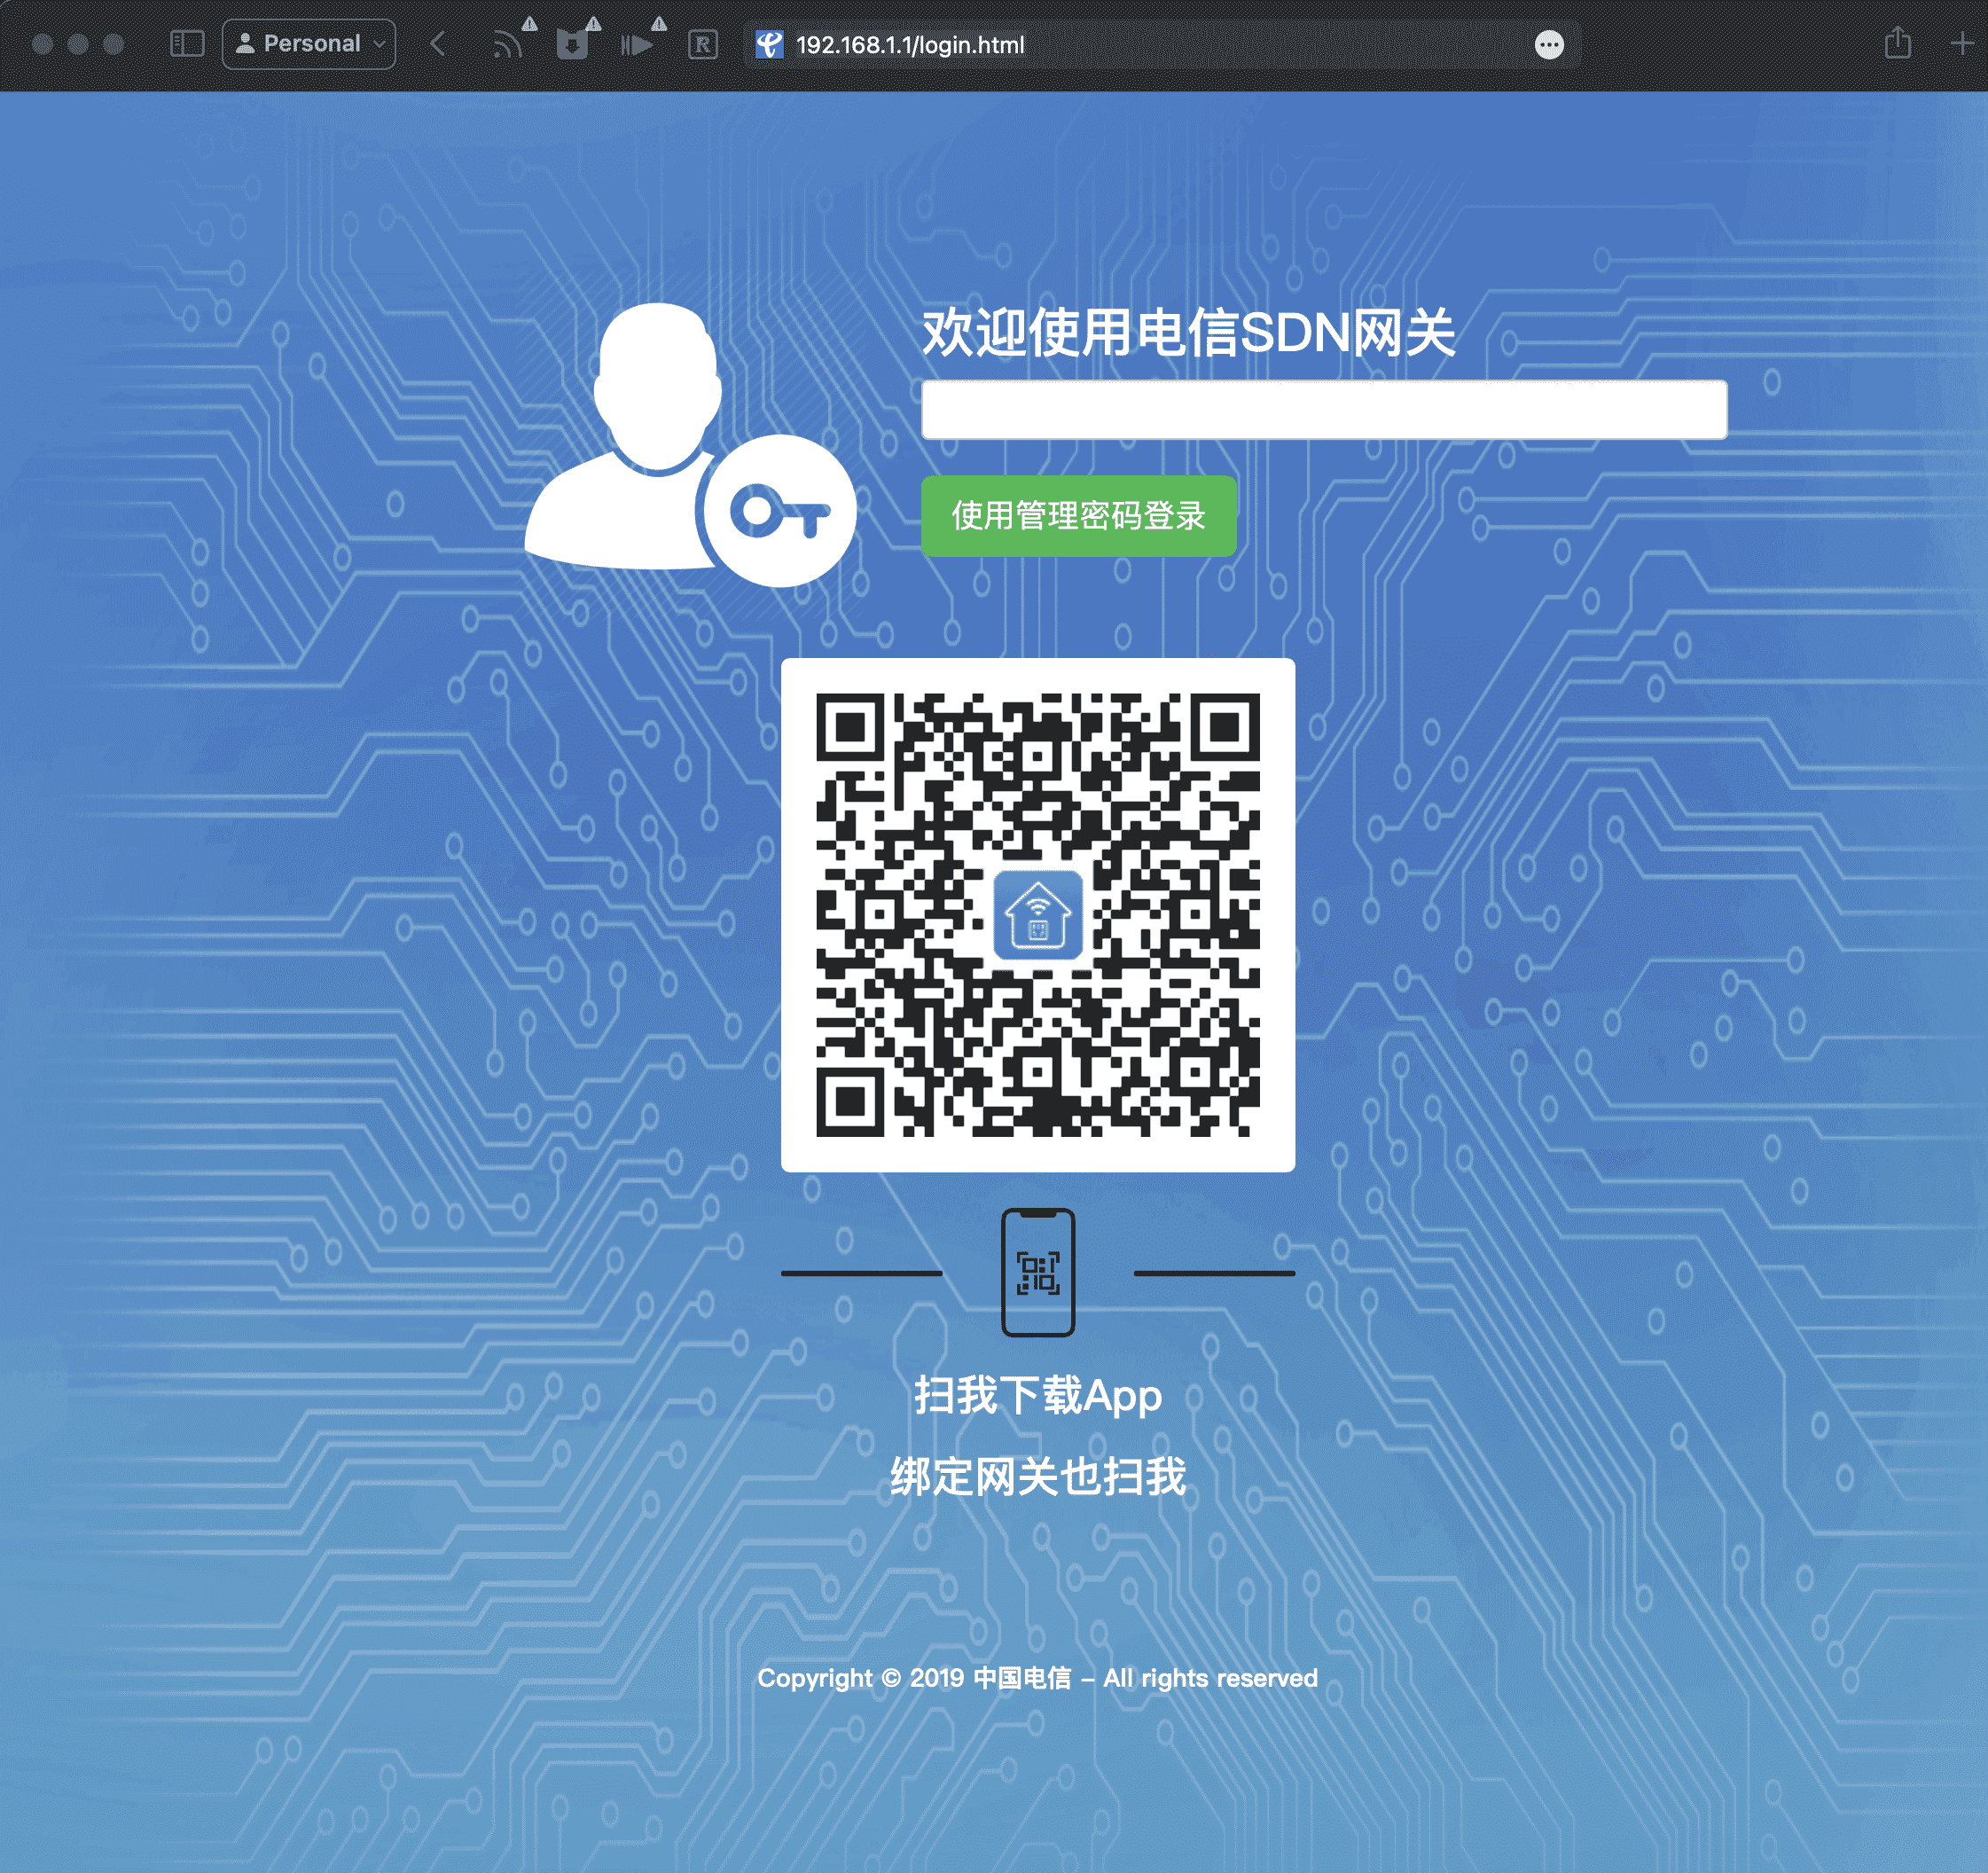 Personal
192.168.1.1/login.html
欢迎使用电信SDN网关
使用管理密码登录
扫我下载App
绑定网关也扫我
Copyright © 2019 中国电信 – All rights reserved